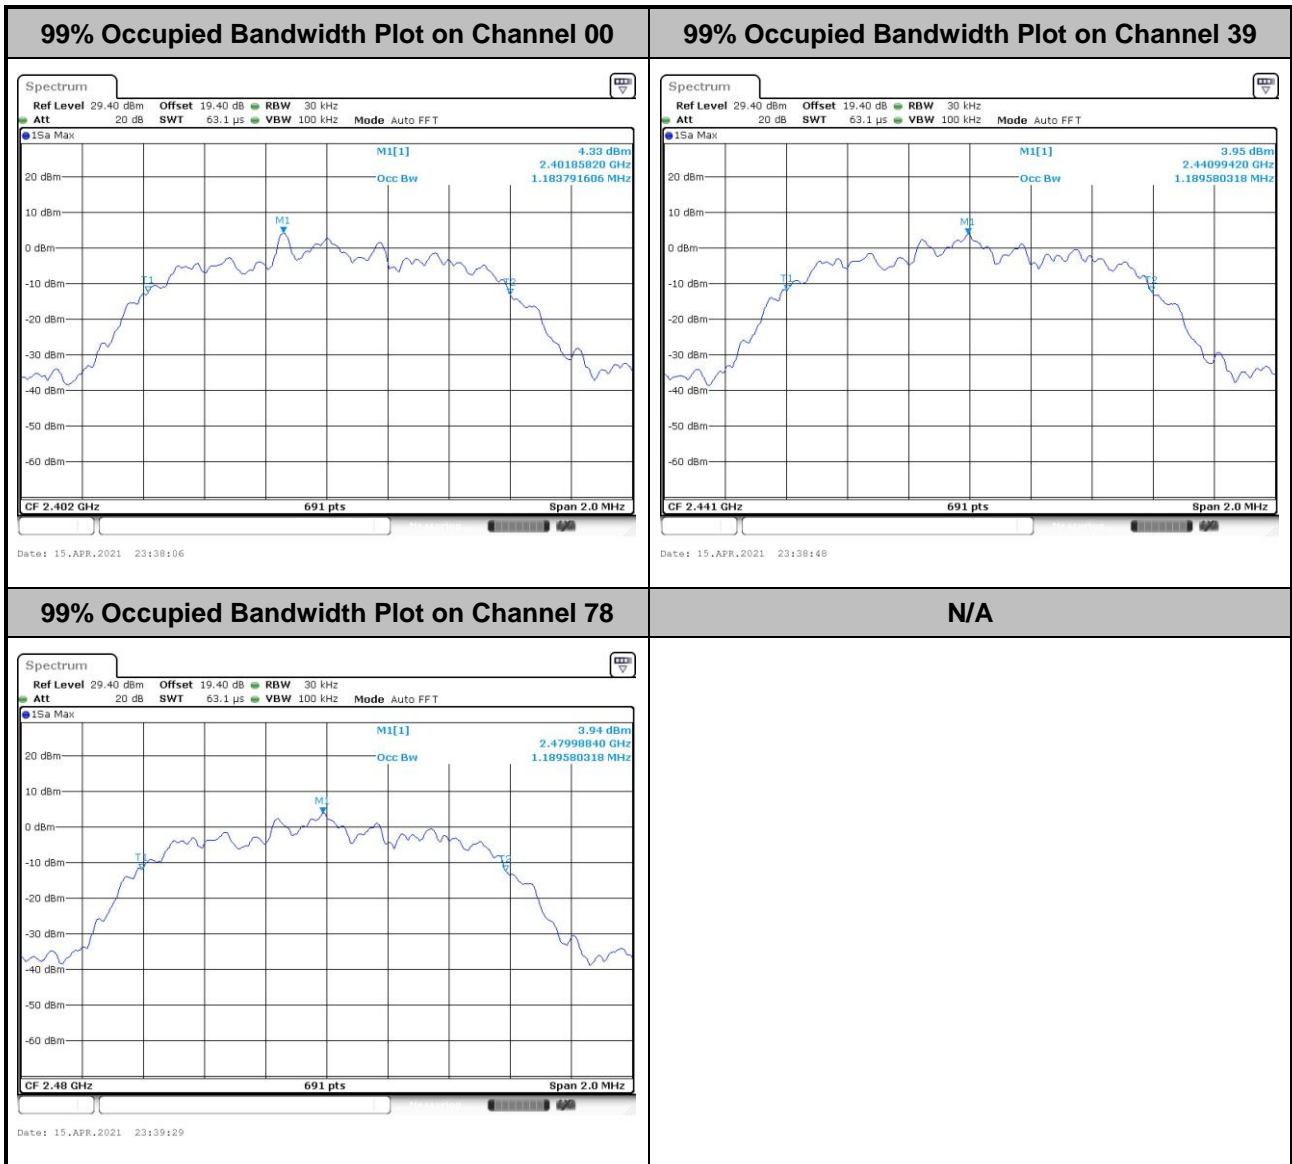 99% Occupied Bandwidth Plot on Channel 00
Spectrum
Ref Level 29.40 dBm Offset 19.40 dB RBW 30 kHz
Att 20 dB SWT 63.1 µs VBW 100 kHz Mode Auto FFT
1Sa Max
M1[1] 4.33 dBm
2.40185820 GHz
Occ Bw 1.183791606 MHz
20 dBm
10 dBm
M1
0 dBm
T1
T2
-10 dBm
-20 dBm
-30 dBm
-40 dBm
-50 dBm
-60 dBm
CF 2.402 GHz 691 pts Span 2.0 MHz
Date: 15.APR.2021 23:38:06
99% Occupied Bandwidth Plot on Channel 39
Spectrum
Ref Level 29.40 dBm Offset 19.40 dB RBW 30 kHz
Att 20 dB SWT 63.1 µs VBW 100 kHz Mode Auto FFT
1Sa Max
M1[1] 3.95 dBm
2.44099420 GHz
Occ Bw 1.189580318 MHz
20 dBm
10 dBm
M1
0 dBm
T1
T2
-10 dBm
-20 dBm
-30 dBm
-40 dBm
-50 dBm
-60 dBm
CF 2.441 GHz 691 pts Span 2.0 MHz
Date: 15.APR.2021 23:38:48
99% Occupied Bandwidth Plot on Channel 78
Spectrum
Ref Level 29.40 dBm Offset 19.40 dB RBW 30 kHz
Att 20 dB SWT 63.1 µs VBW 100 kHz Mode Auto FFT
1Sa Max
M1[1] 3.94 dBm
2.47998840 GHz
Occ Bw 1.189580318 MHz
20 dBm
10 dBm
M1
0 dBm
T1
T2
-10 dBm
-20 dBm
-30 dBm
-40 dBm
-50 dBm
-60 dBm
CF 2.48 GHz 691 pts Span 2.0 MHz
Date: 15.APR.2021 23:39:29
N/A